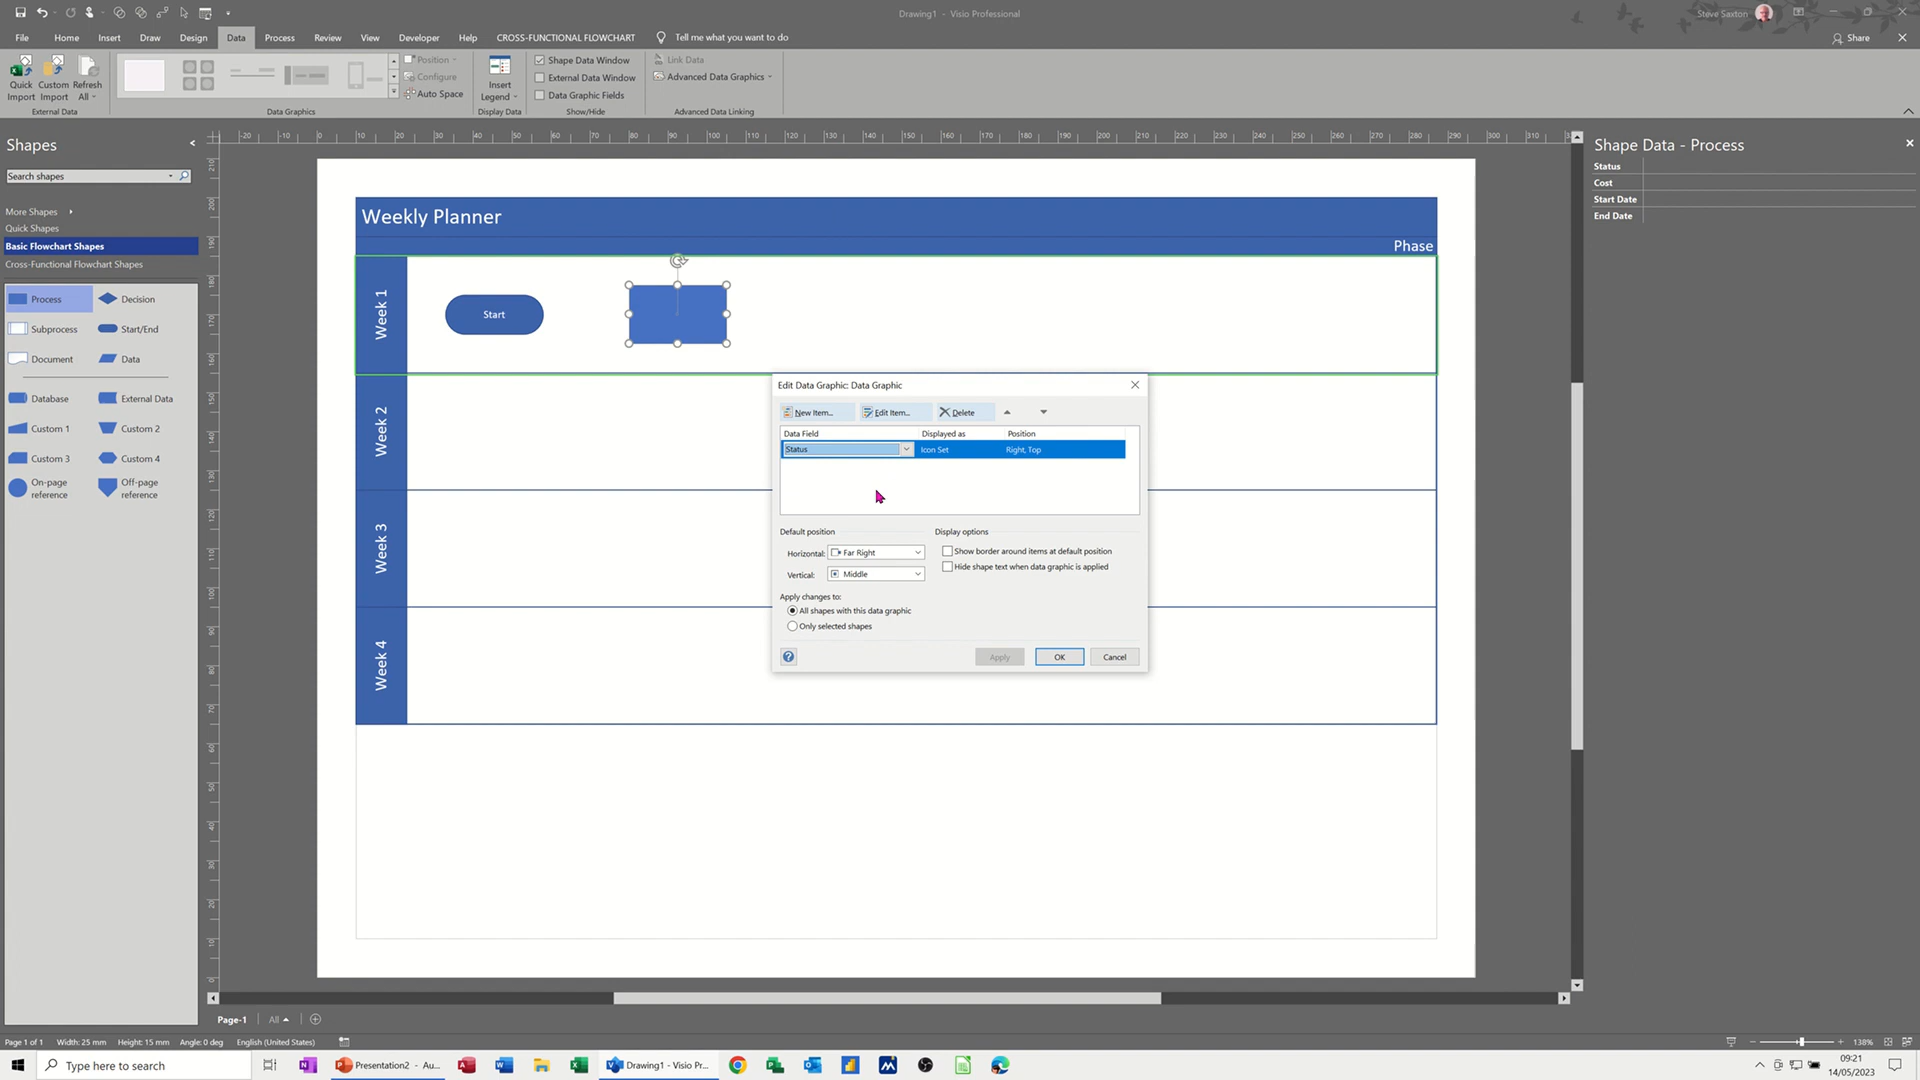 Drawing1 - Visio Professional
Steve Saxton
File Home Insert Draw Design Data Process Review View Developer Help CROSS-FUNCTIONAL FLOWCHART Tell me what you want to do
Share
Quick Import
Custom Import
Refresh All
External Data
Data Graphics
Position
Configure
Auto Space
Insert Legend
Display Data
Shape Data Window
External Data Window
Data Graphic Fields
Show/Hide
Link Data
Advanced Data Graphics
Advanced Data Linking
Shapes
Search shapes
More Shapes
Quick Shapes
Basic Flowchart Shapes
Cross-Functional Flowchart Shapes
Process
Decision
Subprocess
Start/End
Document
Data
Database
External Data
Custom 1
Custom 2
Custom 3
Custom 4
On-page reference
Off-page reference
Weekly Planner
Phase
Week 1
Start
Week 2
Week 3
Week 4
Edit Data Graphic: Data Graphic
New Item...
Edit Item...
Delete
Data Field
Displayed as
Position
Status
Icon Set
Right, Top
Default position
Horizontal: Far Right
Vertical: Middle
Display options
Show border around items at default position
Hide shape text when data graphic is applied
Apply changes to:
All shapes with this data graphic
Only selected shapes
Apply
OK
Cancel
Shape Data - Process
Status
Cost
Start Date
End Date
Page-1
All
Page 1 of 1 Width: 25 mm Height: 15 mm Angle: 0 deg English (United States)
138%
Type here to search
Presentation2 - Au...
Drawing1 - Visio Pr...
09:21
14/05/2023